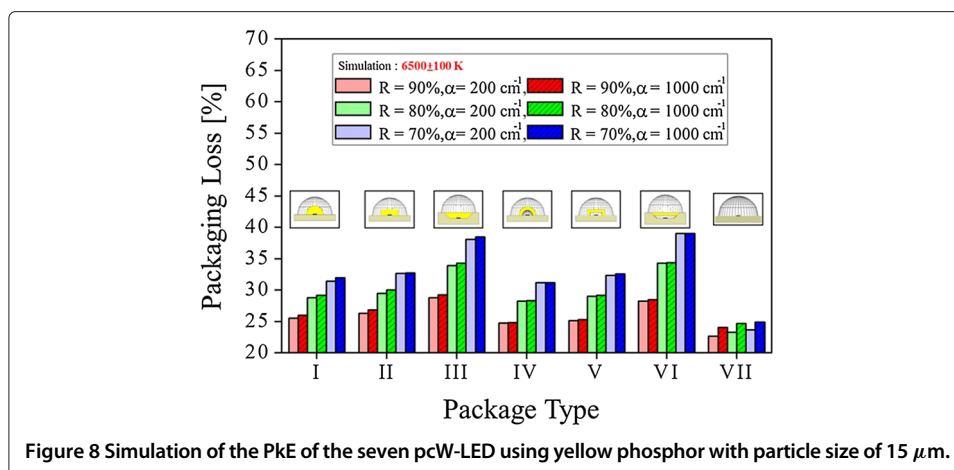 70
65
60
55
50
45
40
35
30
25
20
Packaging Loss [%]
Simulation : 6500±100 K
R = 90%,α= 200 cm⁻¹, R = 90%,α= 1000 cm⁻¹
R = 80%,α= 200 cm⁻¹, R = 80%,α= 1000 cm⁻¹
R = 70%,α= 200 cm⁻¹, R = 70%,α= 1000 cm⁻¹
I II III IV V VI VII
Package Type
Figure 8 Simulation of the PkE of the seven pcW-LED using yellow phosphor with particle size of 15 μm.